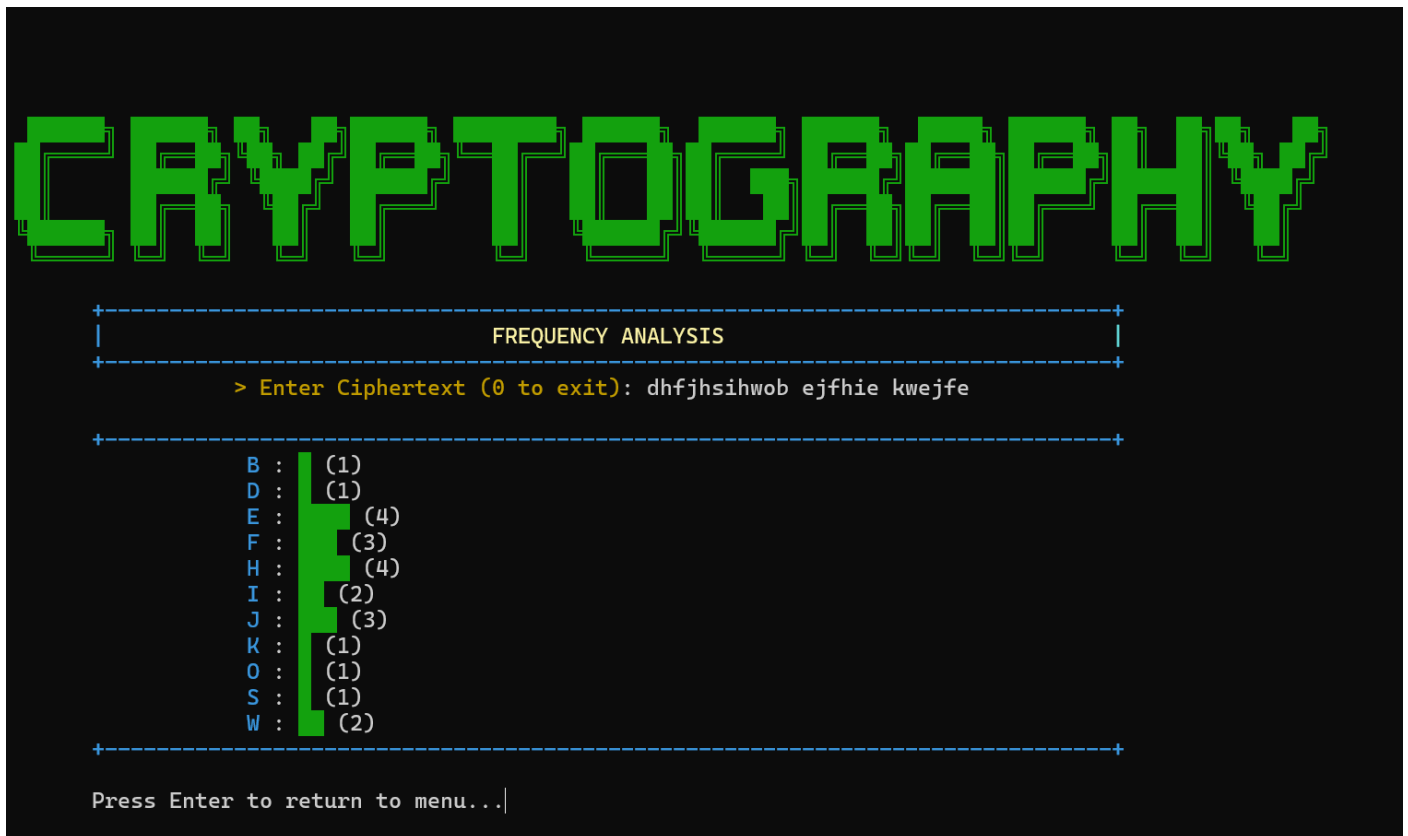 CRYPTOGRAPHY
FREQUENCY ANALYSIS
> Enter Ciphertext (0 to exit): dhfjhsihwob ejfhie kwejfe
B : (1)
D : (1)
E : (4)
F : (3)
H : (4)
I : (2)
J : (3)
K : (1)
O : (1)
S : (1)
W : (2)
Press Enter to return to menu...